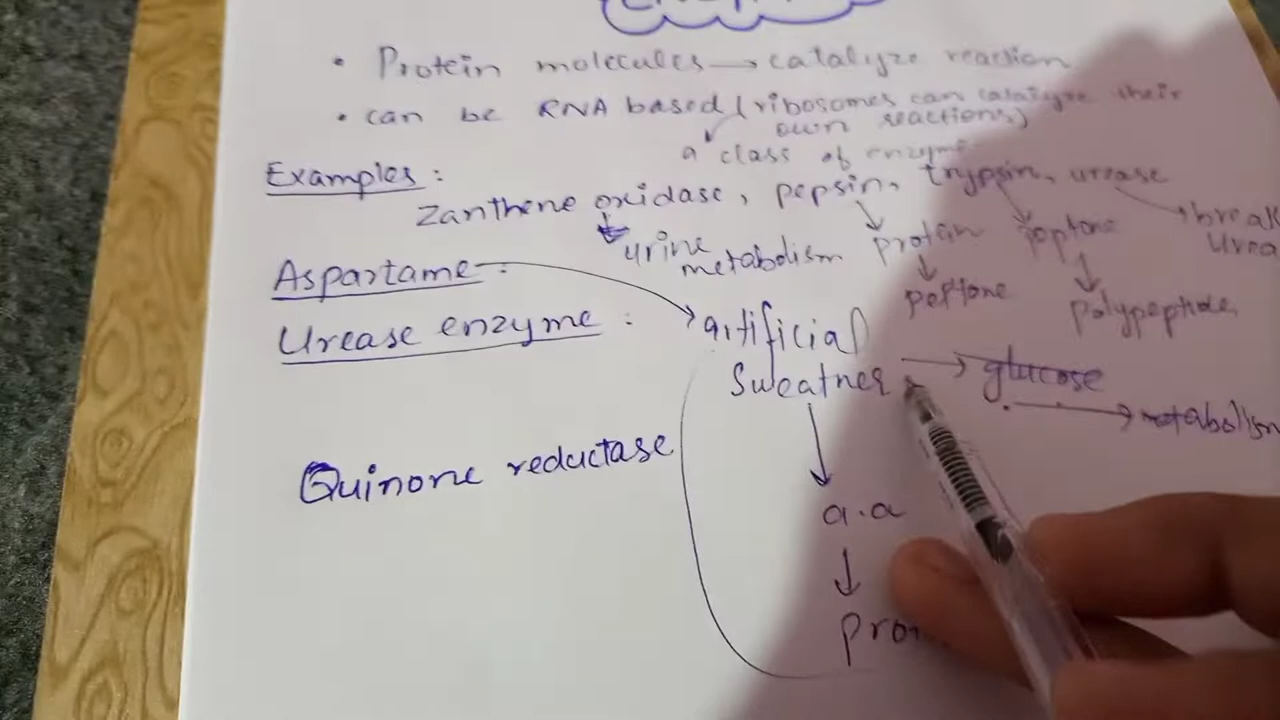 • Protein molecules → catalyze reaction
• can be RNA based (ribosomes can catalyze their
own reactions)
a class of
Examples:
Zanthene oxidase, pepsin, trypsin, urease
urine metabolism
protein
peptone
peptone
polypeptide
break
Urea
Aspartame :
Urease enzyme :
artificial
Sweatner → glucose
→ metabolism
Quinone reductase
a.a
pro